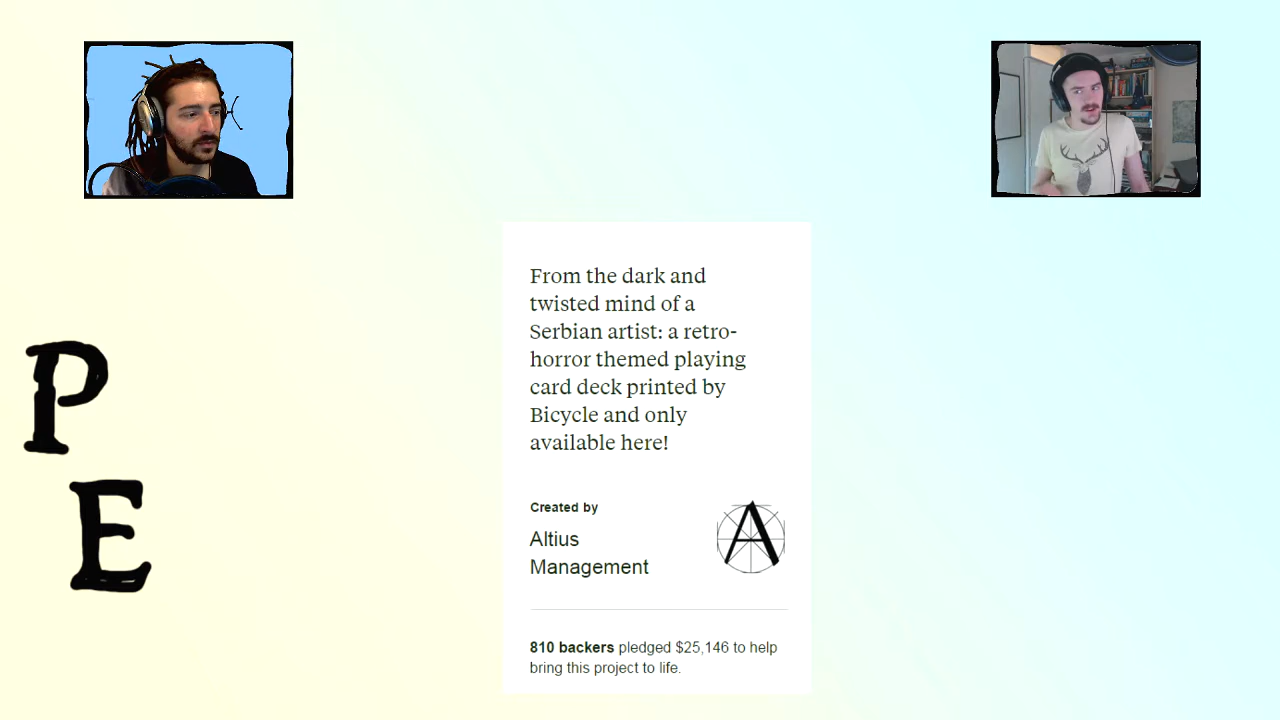 From the dark and
twisted mind of a
Serbian artist: a retro-
horror themed playing
card deck printed by
Bicycle and only
available here!
Created by
Altius
Management
A
810 backers pledged $25,146 to help
bring this project to life.
P
E